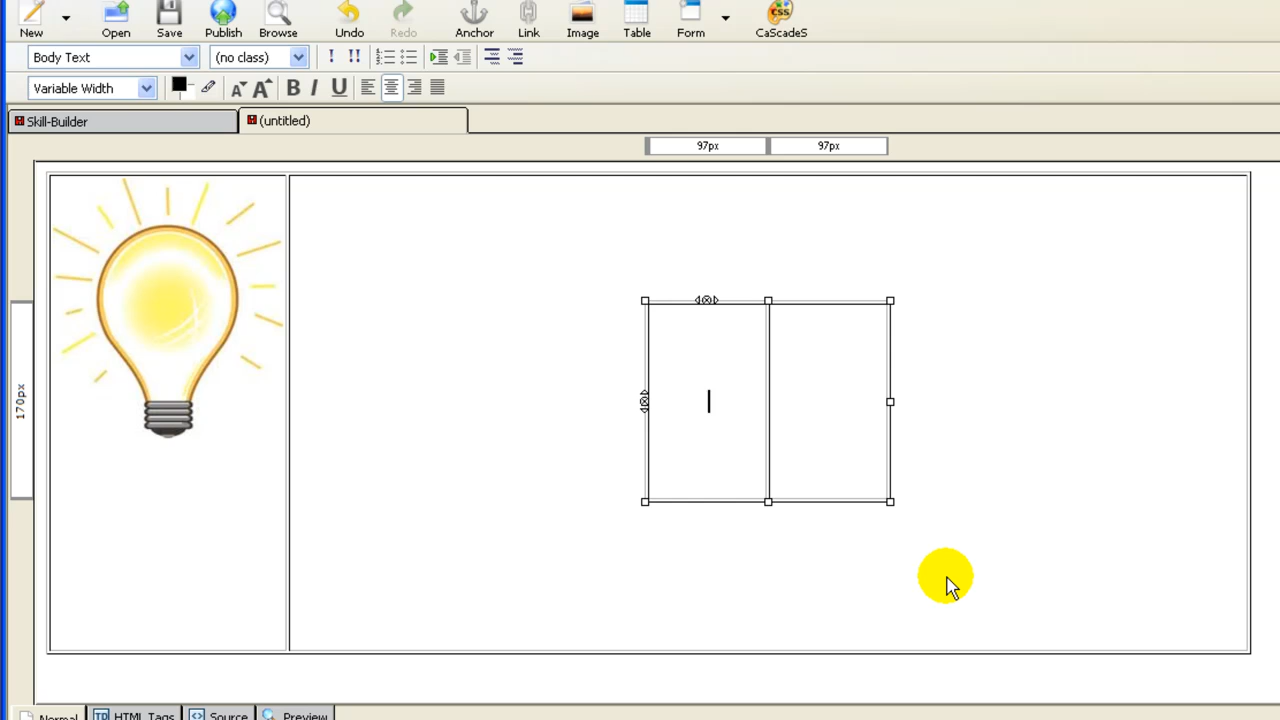 New Open Save Publish Browse Undo Redo Anchor Link Image Table Form CaScadeS
Body Text (no class) ! !!
Variable Width A A B I U
Skill-Builder (untitled)
97px 97px
170px
Normal HTML Tags Source Preview